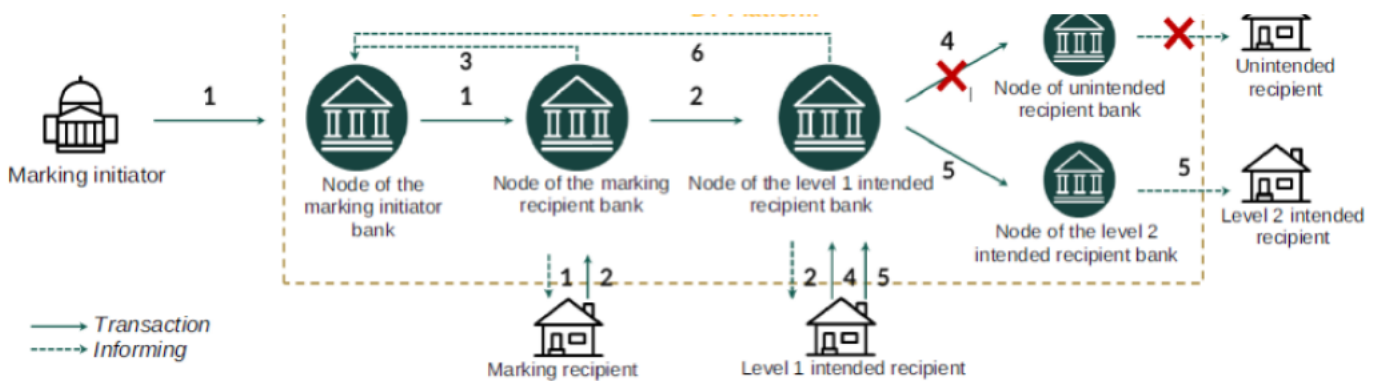 4
6
3
1
1
2
Unintended
recipient
Node of unintended
recipient bank
Marking initiator
Node of the
marking initiator
bank
Node of the marking
recipient bank
Node of the level 1 intended
recipient bank
5
5
Level 2 intended
recipient
Node of the level 2
intended recipient bank
1
2
2
4
5
Transaction
Informing
Marking recipient
Level 1 intended recipient